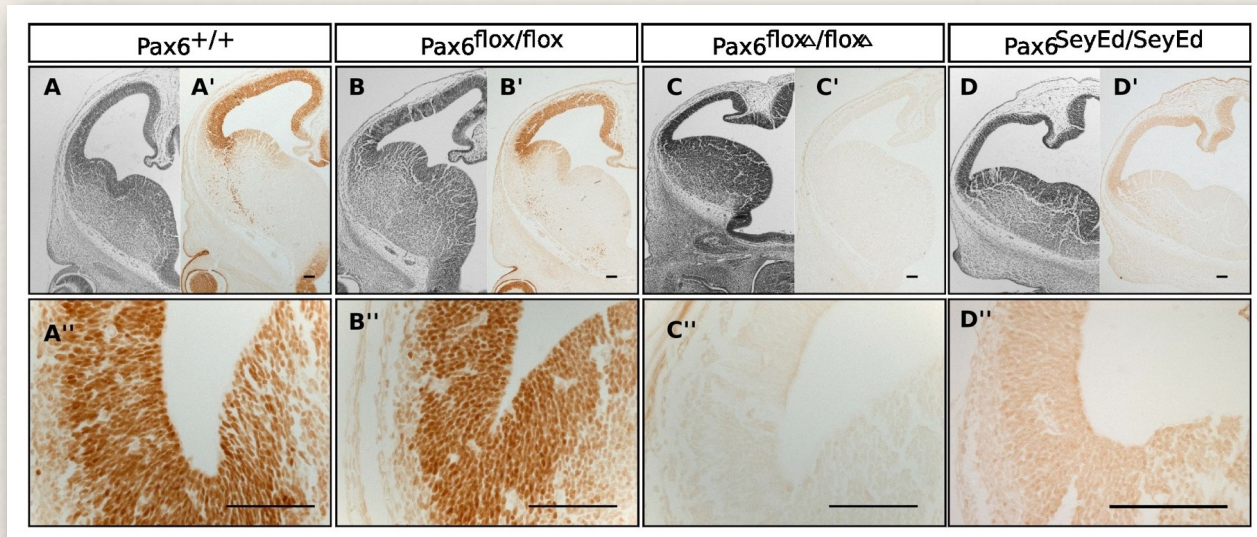 Pax6+/+ Pax6flox/flox Pax6floxΔ/floxΔ Pax6SeyEd/SeyEd
A A' B B' C C' D D'
A'' B'' C'' D''